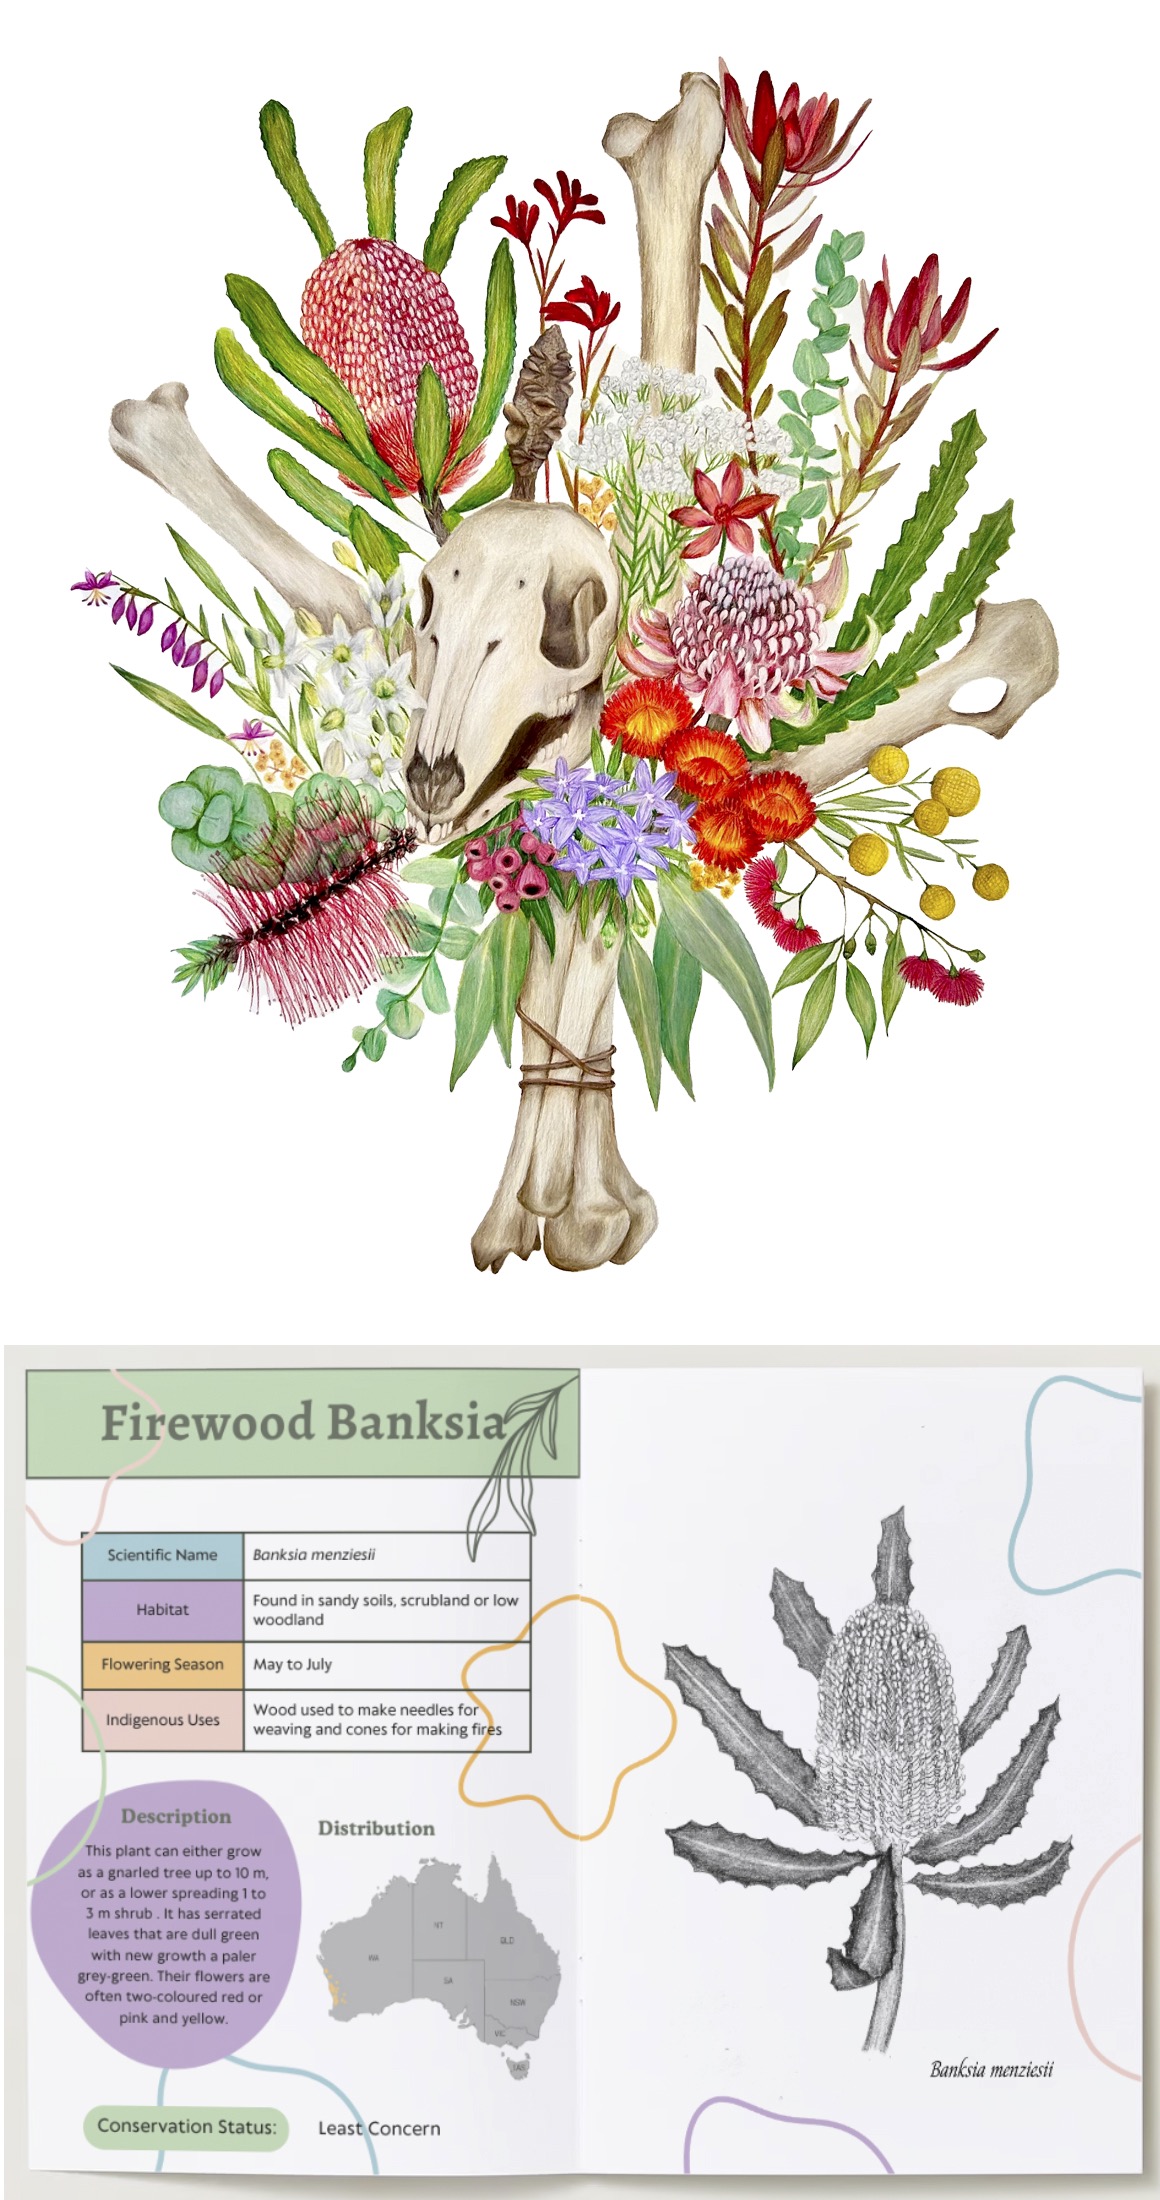 Firewood Banksia
Scientific Name
Banksia menziesii
Habitat
Found in sandy soils, scrubland or low
woodland
Flowering Season
May to July
Indigenous Uses
Wood used to make needles for
weaving and cones for making fires
Description
This plant can either grow
as a gnarled tree up to 10 m,
or as a lower spreading 1 to
3 m shrub . It has serrated
leaves that are dull green
with new growth a paler
grey-green. Their flowers are
often two-coloured red or
pink and yellow.
Distribution
NT
QLD
WA
SA
NSW
VIC
TAS
Conservation Status:
Least Concern
Banksia menziesii